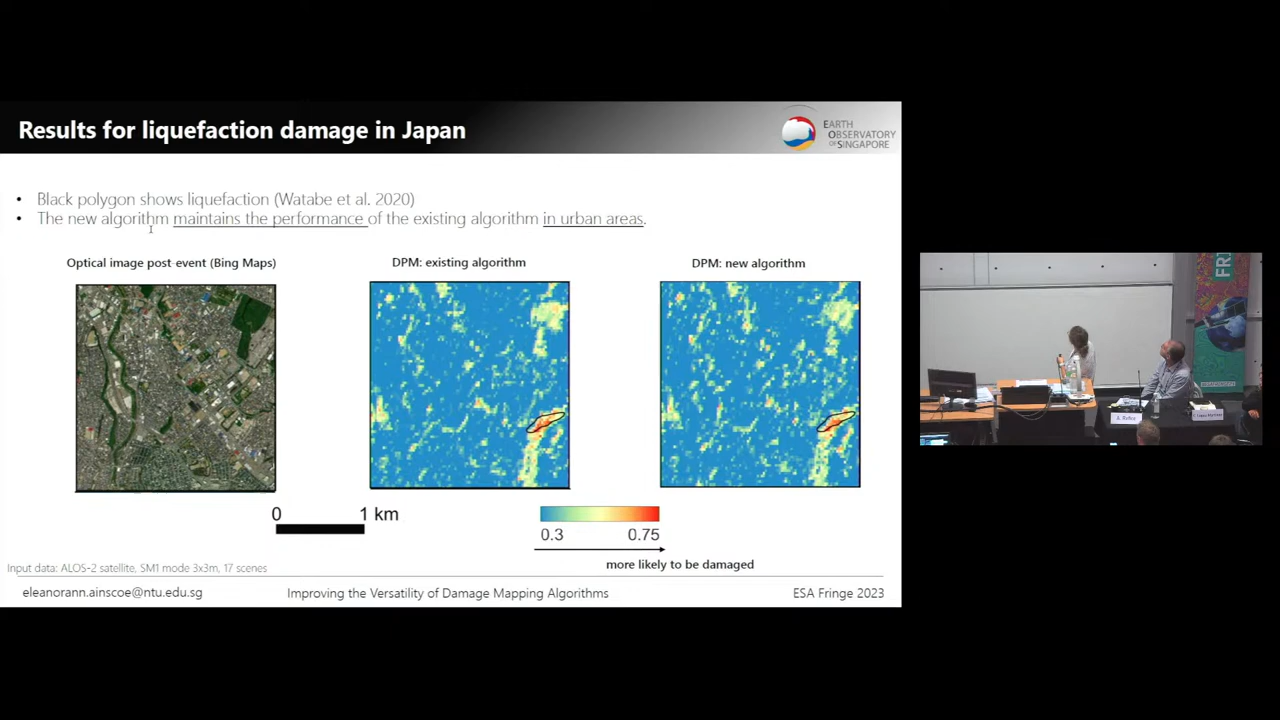 Results for liquefaction damage in Japan
EARTH
OBSERVATORY
OF SINGAPORE
• Black polygon shows liquefaction (Watabe et al. 2020)
• The new algorithm maintains the performance of the existing algorithm in urban areas.
Optical image post-event (Bing Maps)
DPM: existing algorithm
DPM: new algorithm
0 1 km
0.3 0.75
more likely to be damaged
Input data: ALOS-2 satellite, SM1 mode 3x3m, 17 scenes
eleanorann.ainscoe@ntu.edu.sg
Improving the Versatility of Damage Mapping Algorithms
ESA Fringe 2023
FRI